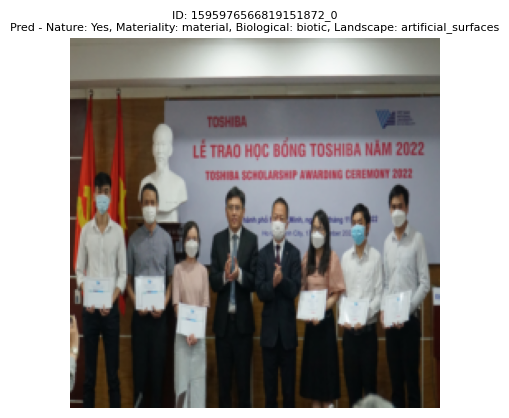 ID: 1595976566819151872_0
Pred - Nature: Yes, Materiality: material, Biological: biotic, Landscape: artificial_surfaces
TOSHIBA
LỄ TRAO HỌC BỔNG TOSHIBA NĂM 2022
TOSHIBA SCHOLARSHIP AWARDING CEREMONY 2022